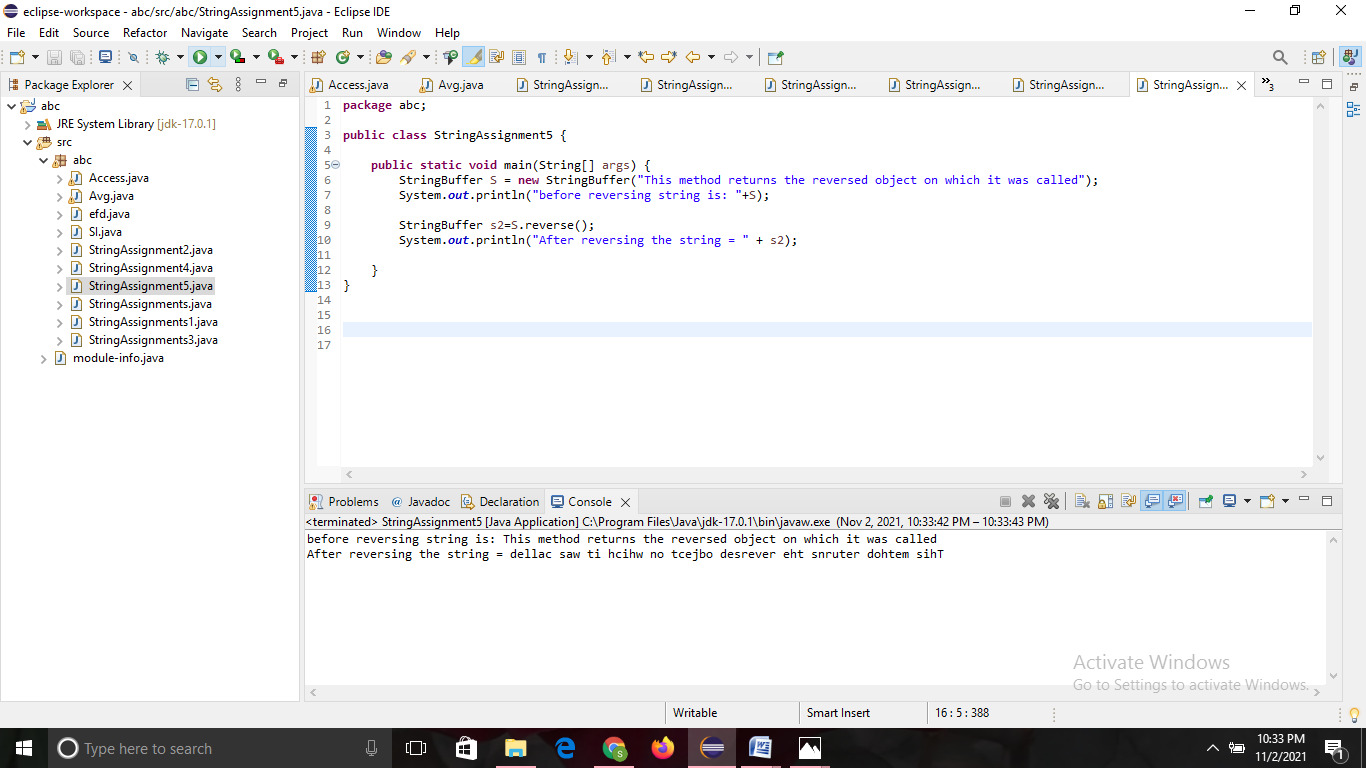 eclipse-workspace - abc/src/abc/StringAssignment5.java - Eclipse IDE
File Edit Source Refactor Navigate Search Project Run Window Help
Package Explorer
abc
JRE System Library [jdk-17.0.1]
src
abc
Access.java
Avg.java
efd.java
SI.java
StringAssignment2.java
StringAssignment4.java
StringAssignment5.java
StringAssignments.java
StringAssignments1.java
StringAssignments3.java
module-info.java
Access.java Avg.java StringAssign... StringAssign... StringAssign... StringAssign... StringAssign... StringAssign... »3
1 package abc;
2
3 public class StringAssignment5 {
4
5 public static void main(String[] args) {
6 StringBuffer S = new StringBuffer("This method returns the reversed object on which it was called");
7 System.out.println("before reversing string is: "+S);
8
9 StringBuffer s2=S.reverse();
10 System.out.println("After reversing the string = " + s2);
11
12 }
13 }
14
15
16
17
Problems @ Javadoc Declaration Console
<terminated> StringAssignment5 [Java Application] C:\Program Files\Java\jdk-17.0.1\bin\javaw.exe (Nov 2, 2021, 10:33:42 PM – 10:33:43 PM)
before reversing string is: This method returns the reversed object on which it was called
After reversing the string = dellac saw ti hcihw no tcejbo desrever eht snruter dohtem sihT
Activate Windows
Go to Settings to activate Windows.
Writable Smart Insert 16 : 5 : 388
Type here to search
10:33 PM
11/2/2021
1